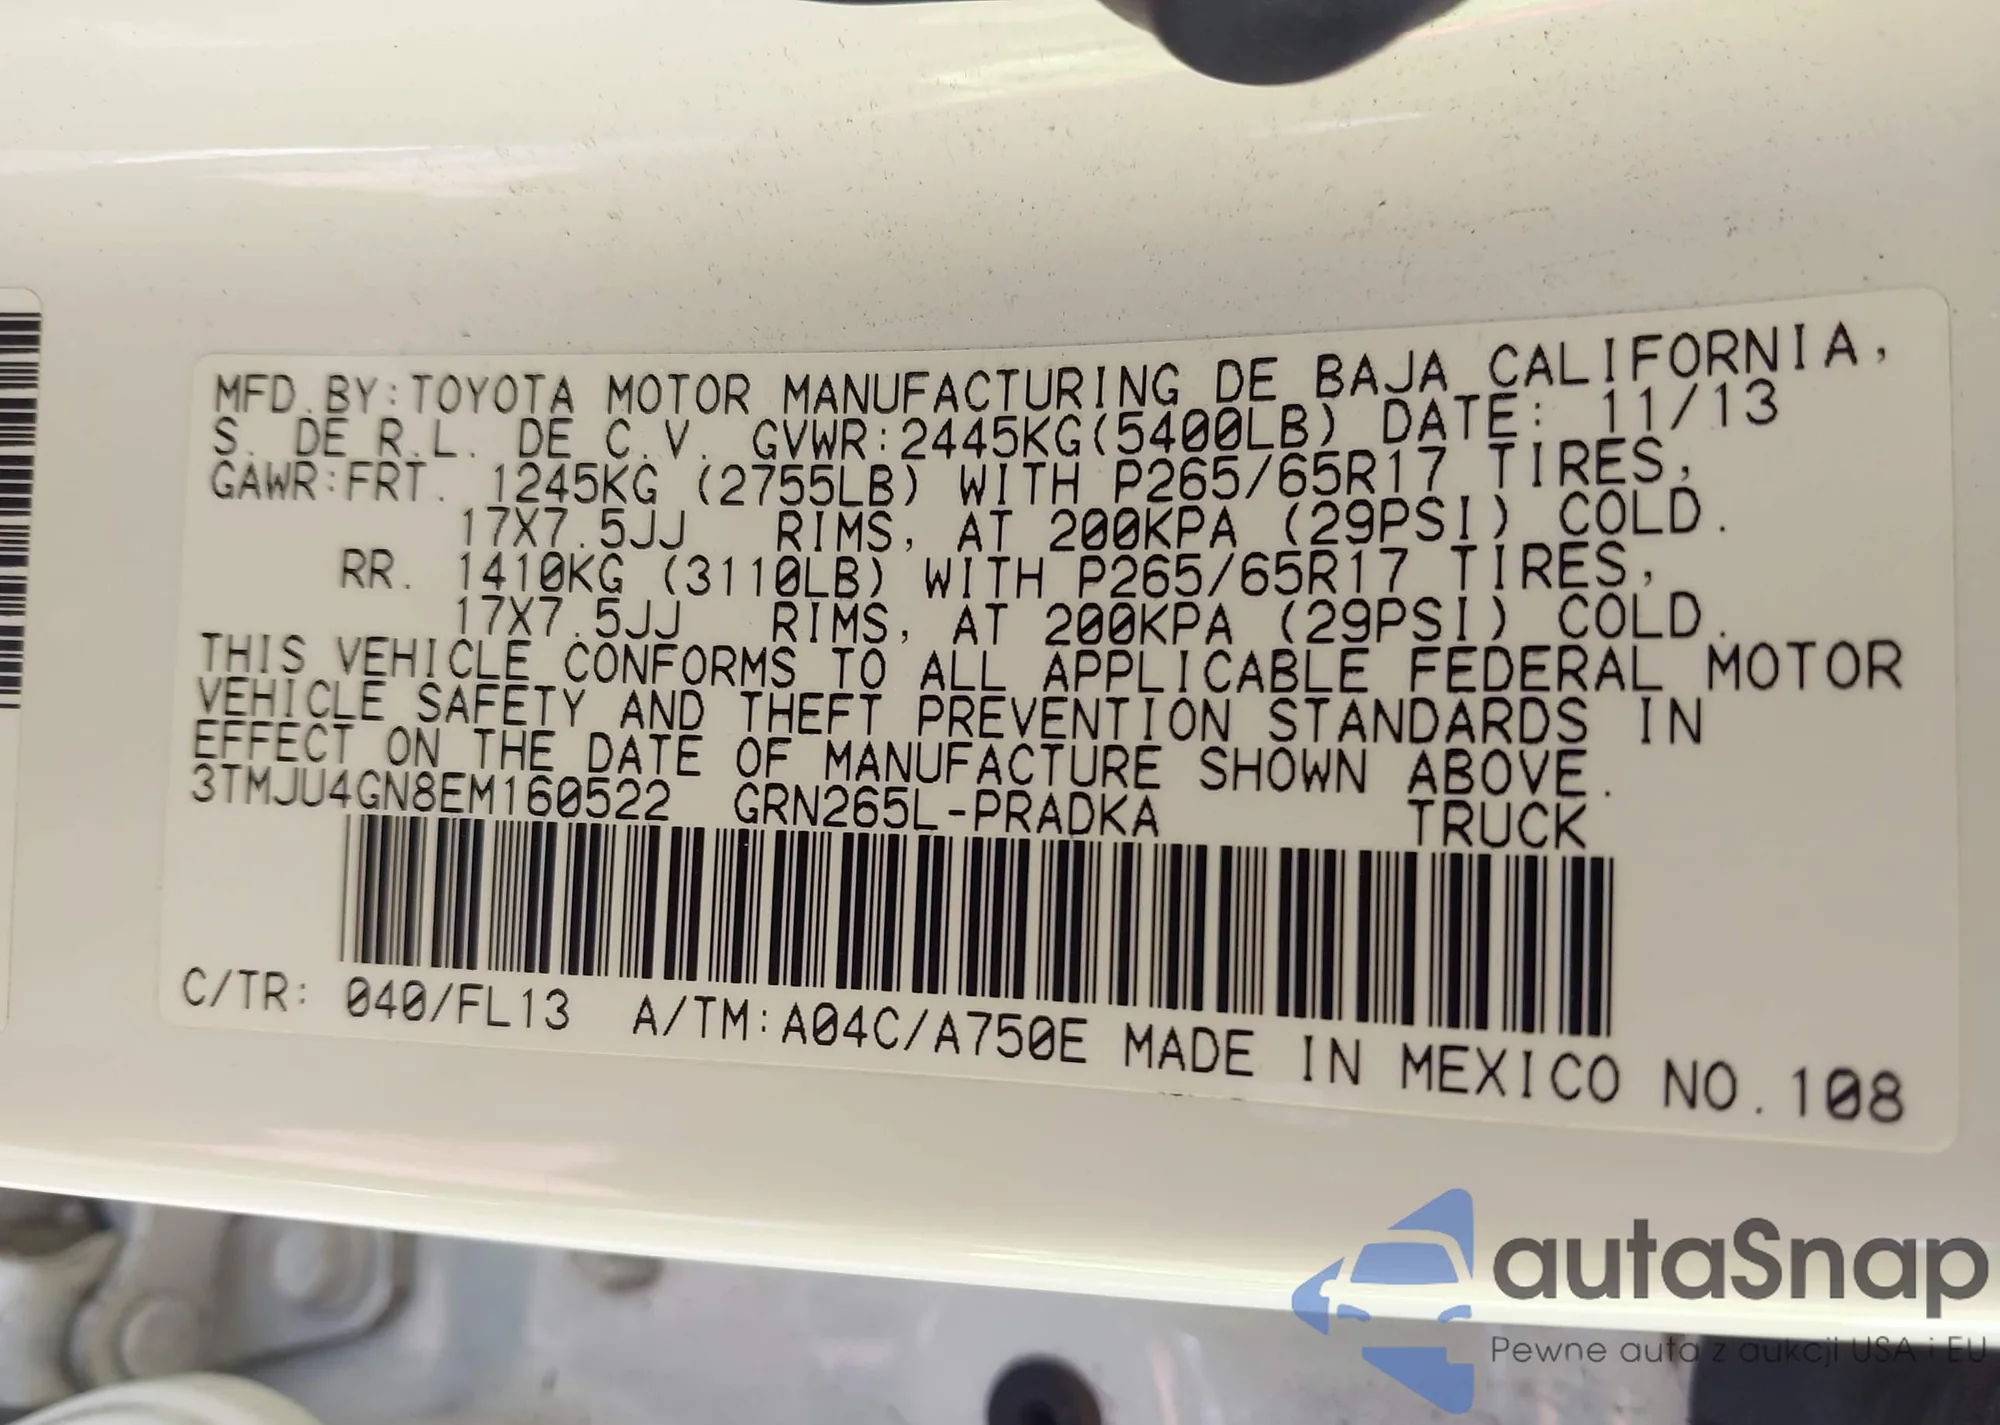 MFD.BY:TOYOTA MOTOR MANUFACTURING DE BAJA CALIFORNIA,
S. DE R.L. DE C.V. GVWR:2445KG(5400LB) DATE: 11/13
GAWR:FRT. 1245KG (2755LB) WITH P265/65R17 TIRES,
17X7.5JJ RIMS, AT 200KPA (29PSI) COLD.
RR. 1410KG (3110LB) WITH P265/65R17 TIRES,
17X7.5JJ RIMS, AT 200KPA (29PSI) COLD.
THIS VEHICLE CONFORMS TO ALL APPLICABLE FEDERAL MOTOR
VEHICLE SAFETY AND THEFT PREVENTION STANDARDS IN
EFFECT ON THE DATE OF MANUFACTURE SHOWN ABOVE.
3TMJU4GN8EM160522 GRN265L-PRADKA TRUCK
C/TR: 040/FL13 A/TM:A04C/A750E MADE IN MEXICO NO.108
autaSnap
Pewne auta z aukcji USA i EU